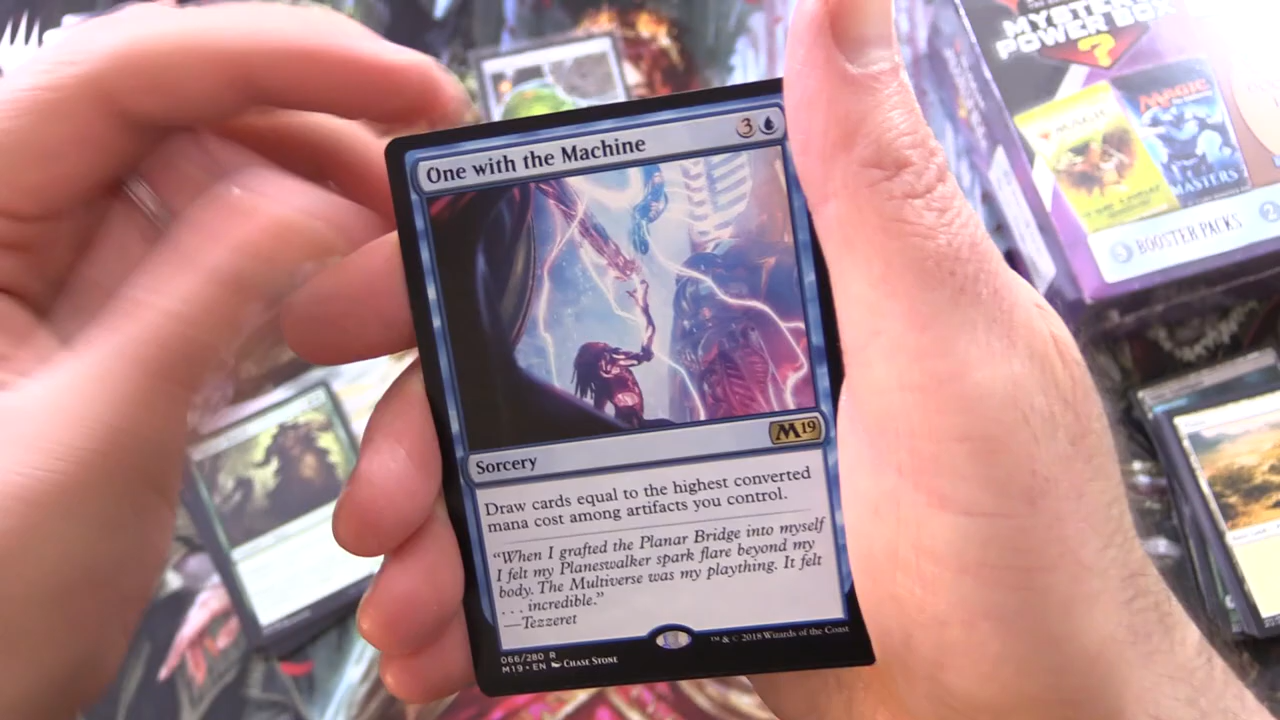 MYSTERY
POWER BOX
?
MAGIC
MAGIC
MASTERS
BOOSTER PACKS
2
One with the Machine
3
M19
Sorcery
Draw cards equal to the highest converted
mana cost among artifacts you control.
“When I grafted the Planar Bridge into myself
I felt my Planeswalker spark flare beyond my
body. The Multiverse was my plaything. It felt
. . . incredible.”
—Tezzeret
066/280 R
M19 • EN CHASE STONE
™ & © 2018 Wizards of the Coast